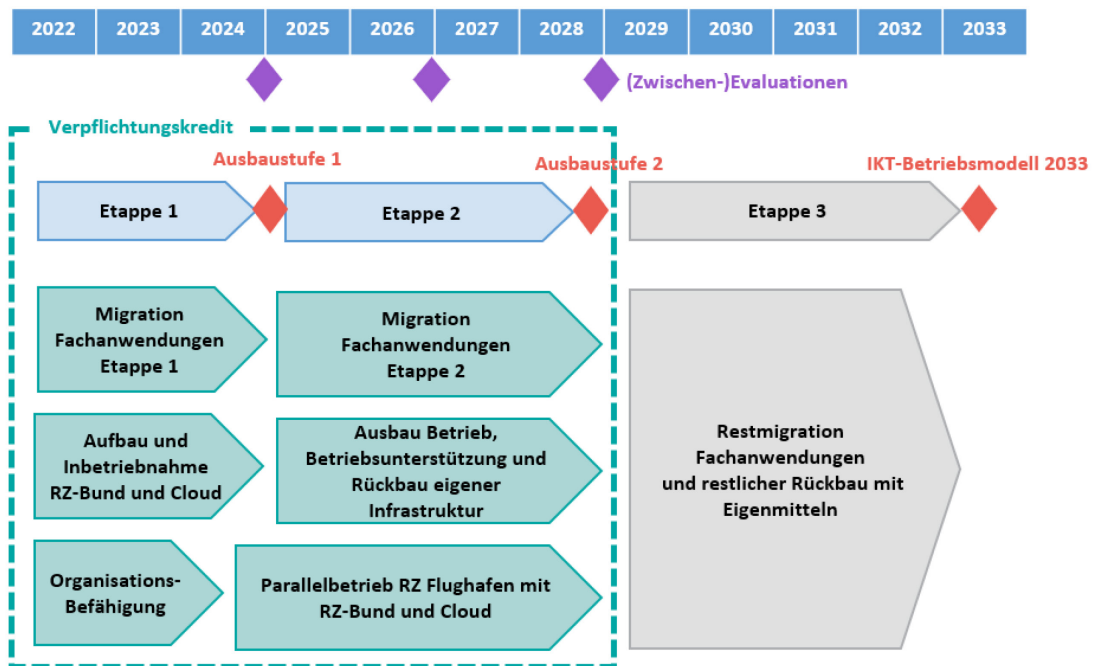 2022 2023 2024 2025 2026 2027 2028 2029 2030 2031 2032 2033
(Zwischen-)Evaluationen
Verpflichtungskredit
Ausbaustufe 1
Ausbaustufe 2
IKT-Betriebsmodell 2033
Etappe 1
Etappe 2
Etappe 3
Migration
Fachanwendungen
Etappe 1
Migration
Fachanwendungen
Etappe 2
Aufbau und
Inbetriebnahme
RZ-Bund und Cloud
Ausbau Betrieb,
Betriebsunterstützung und
Rückbau eigener
Infrastruktur
Restmigration
Fachanwendungen
und restlicher Rückbau mit
Eigenmitteln
Organisations-
Befähigung
Parallelbetrieb RZ Flughafen mit
RZ-Bund und Cloud